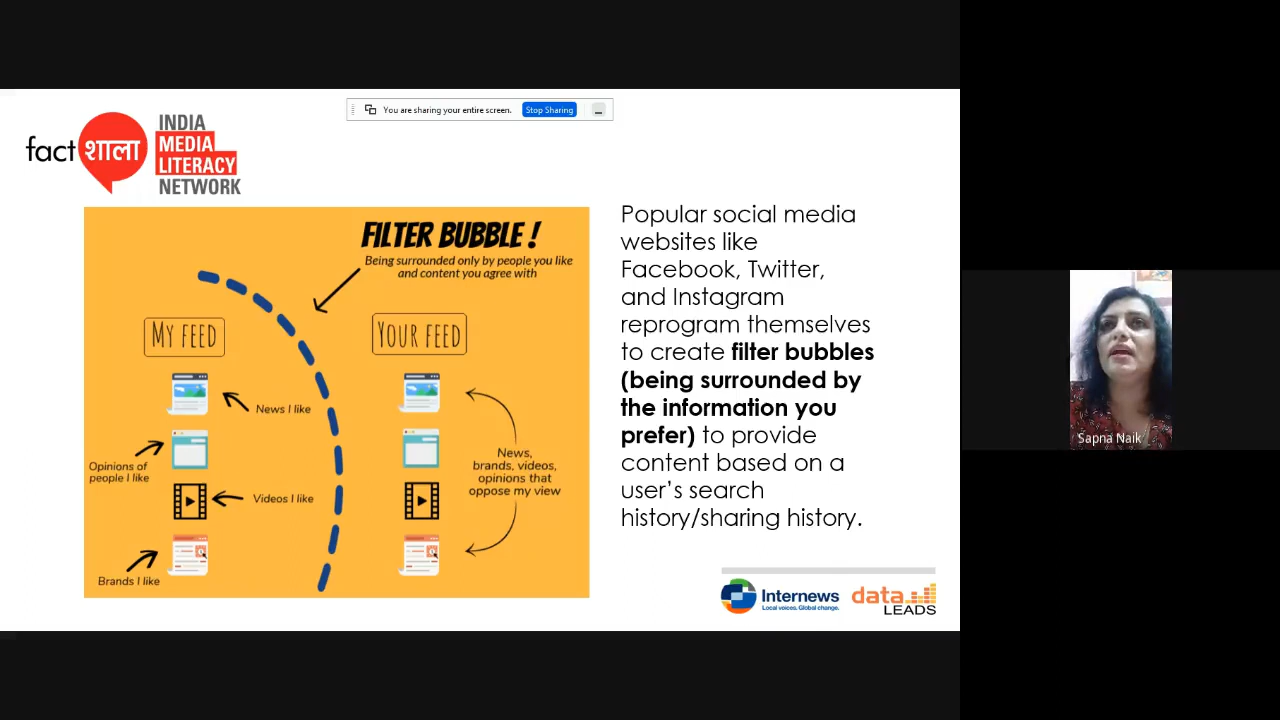 You are sharing your entire screen.
Stop Sharing
fact शाला
INDIA
MEDIA
LITERACY
NETWORK
FILTER BUBBLE !
Being surrounded only by people you like
and content you agree with
MY FEED
YOUR FEED
News I like
Opinions of
people I like
Videos I like
Brands I like
News,
brands, videos,
opinions that
oppose my view
Popular social media
websites like
Facebook, Twitter,
and Instagram
reprogram themselves
to create filter bubbles
(being surrounded by
the information you
prefer) to provide
content based on a
user’s search
history/sharing history.
Internews
Local voices. Global change.
data
LEADS
Sapna Naik